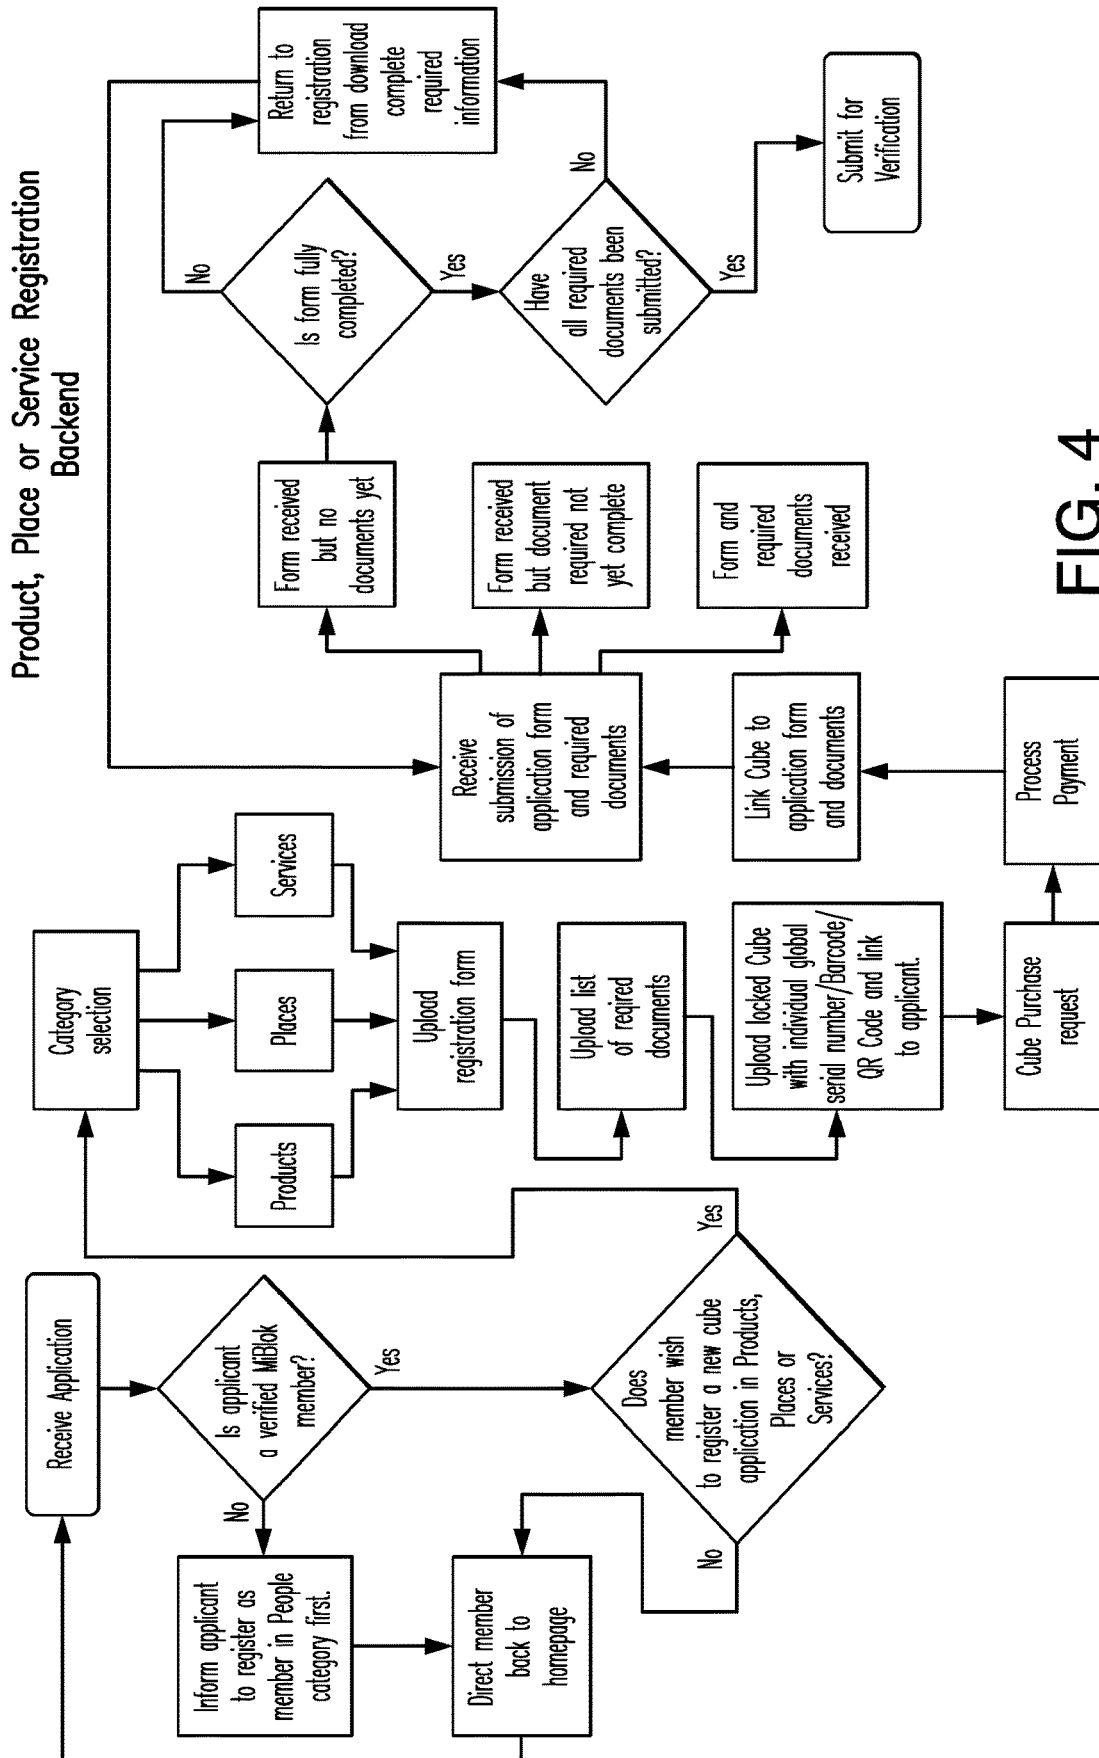 Product, Place or Service Registration
Backend
Receive Application
Is applicant
a verified MiBlok
member?
No
Yes
Inform applicant
to register as
member in People
category first.
Direct member
back to
homepage
Does
member wish
to register a new cube
application in Products,
Places or
Services?
No
Yes
Category
selection
Products
Places
Services
Upload
registration form
Upload list
of reqired
documents
Upload locked Cube
with individual global
serial number/Barcode/
QR Code and link
to applicant.
Cube Purchase
request
Process
Payment
Link Cube to
application form
and documents
Receive
submission of
application form
and required
documents
Form received
but no
documents yet
Form received
but document
required not
yet complete
Form and
required
documents
received
Is form fully
completed?
No
Yes
Return to
registration
from download
complete
required
information
Have
all required
documents been
submitted?
No
Yes
Submit for
Verification
FIG. 4